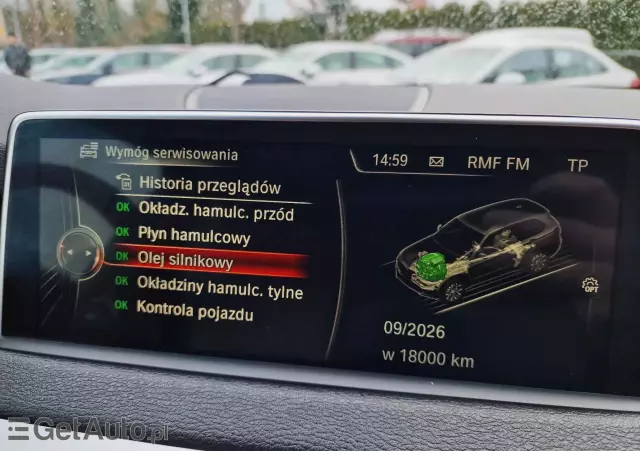 Wymóg serwisowania
14:59
RMF FM
TP
Historia przeglądów
OK Okładz. hamulc. przód
OK Płyn hamulcowy
OK Olej silnikowy
OK Okładziny hamulc. tylne
OK Kontrola pojazdu
OPT
09/2026
w 18000 km
GetAuto.pl